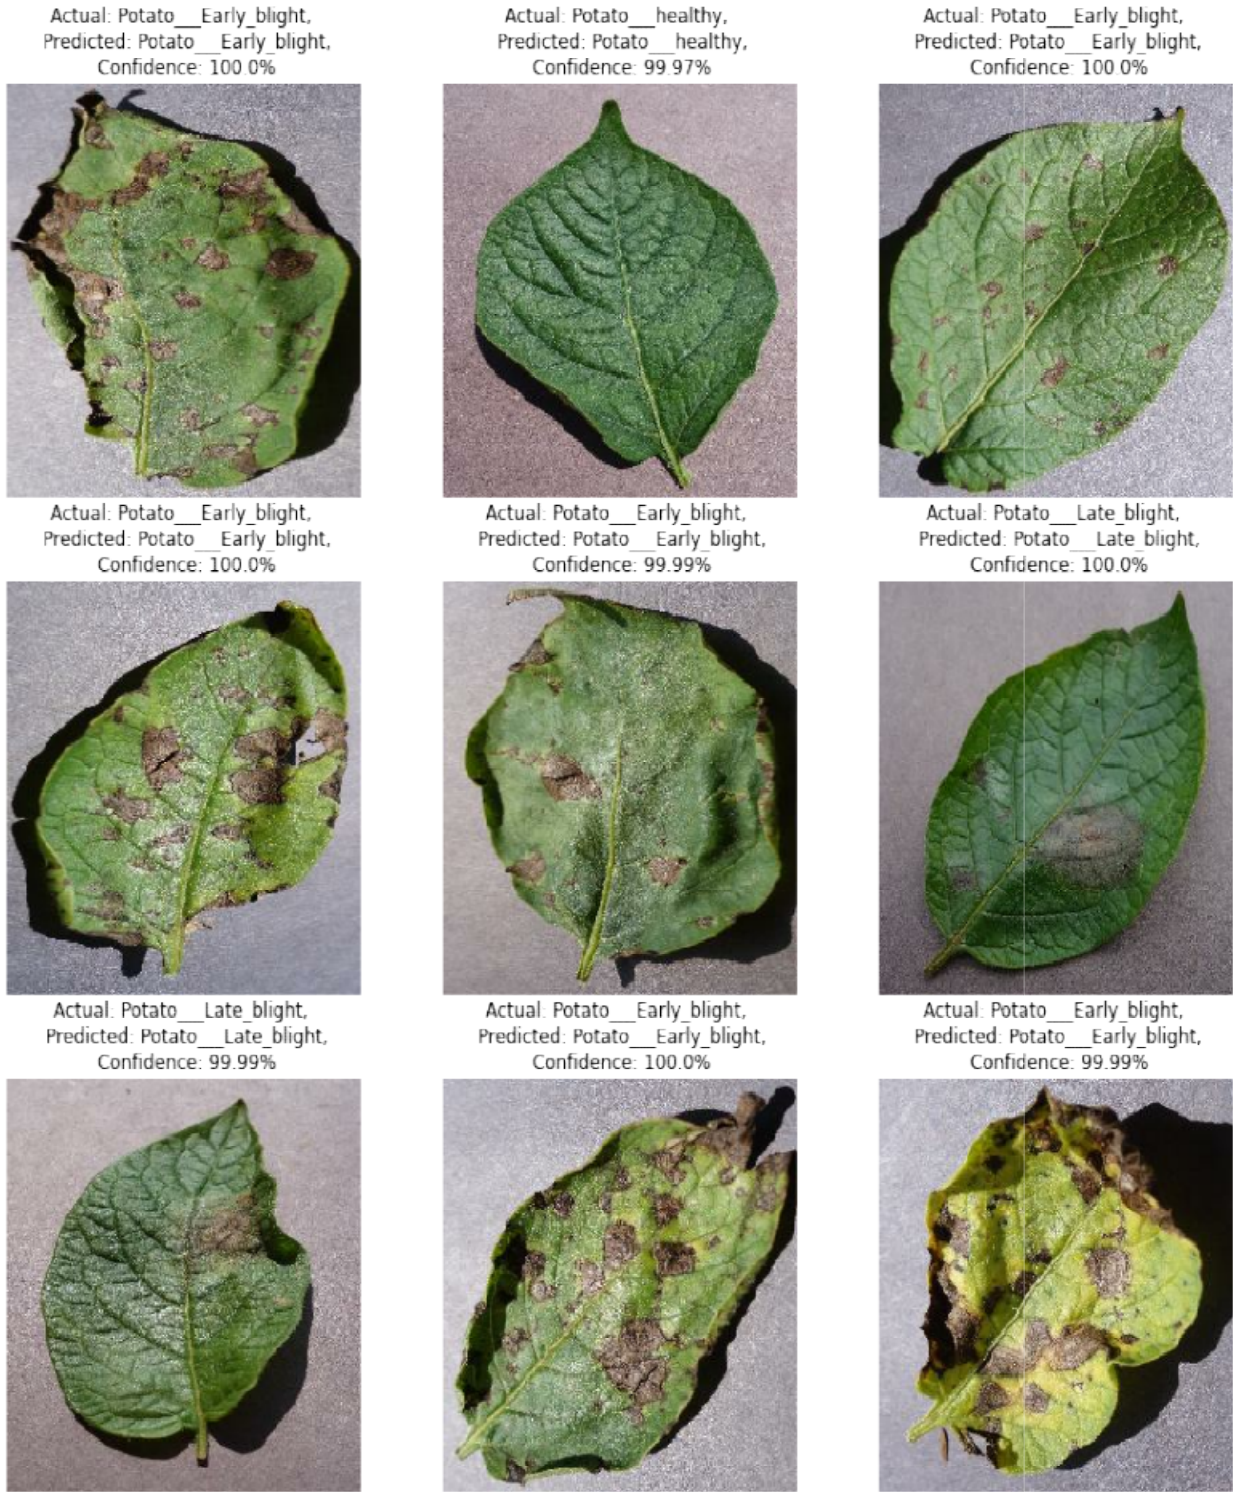 Actual: Potato___Early_blight,
Predicted: Potato___Early_blight,
Confidence: 100.0%
Actual: Potato___healthy,
Predicted: Potato___healthy,
Confidence: 99.97%
Actual: Potato___Early_blight,
Predicted: Potato___Early_blight,
Confidence: 100.0%
Actual: Potato___Early_blight,
Predicted: Potato___Early_blight,
Confidence: 100.0%
Actual: Potato___Early_blight,
Predicted: Potato___Early_blight,
Confidence: 99.99%
Actual: Potato___Late_blight,
Predicted: Potato___Late_blight,
Confidence: 100.0%
Actual: Potato___Late_blight,
Predicted: Potato___Late_blight,
Confidence: 99.99%
Actual: Potato___Early_blight,
Predicted: Potato___Early_blight,
Confidence: 100.0%
Actual: Potato___Early_blight,
Predicted: Potato___Early_blight,
Confidence: 99.99%